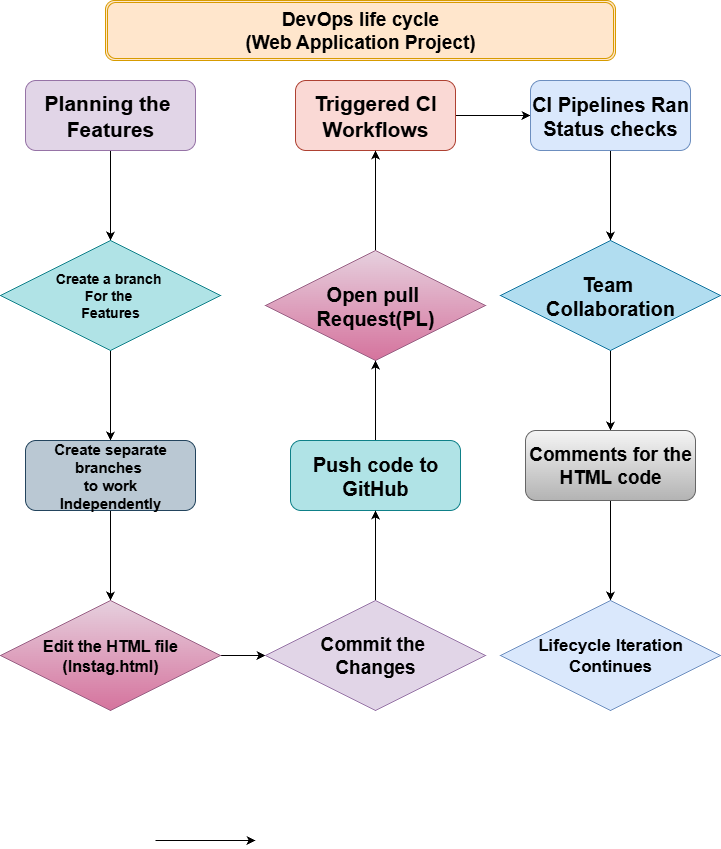 DevOps life cycle
(Web Application Project)
Planning the
Features
Create a branch
For the
Features
Create separate
branches
to work
Independently
Edit the HTML file
(Instag.html)
Commit the
Changes
Push code to
GitHub
Open pull
Request(PL)
Triggered CI
Workflows
CI Pipelines Ran
Status checks
Team
Collaboration
Comments for the
HTML code
Lifecycle Iteration
Continues